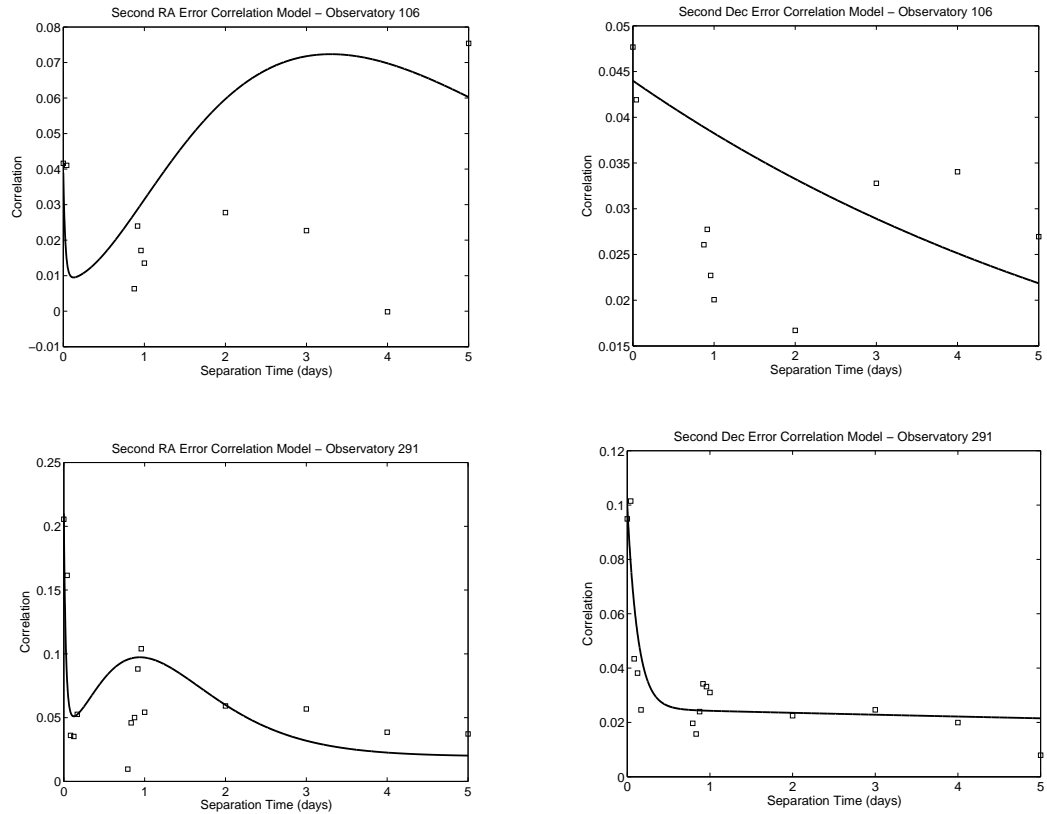 Second RA Error Correlation Model − Observatory 106
0.08
0.07
0.06
0.05
0.04
0.03
0.02
0.01
0
−0.01
Correlation
0 1 2 3 4 5
Separation Time (days)
Second Dec Error Correlation Model − Observatory 106
0.05
0.045
0.04
0.035
0.03
0.025
0.02
0.015
Correlation
0 1 2 3 4 5
Separation Time (days)
Second RA Error Correlation Model − Observatory 291
0.25
0.2
0.15
0.1
0.05
0
Correlation
0 1 2 3 4 5
Separation Time (days)
Second Dec Error Correlation Model − Observatory 291
0.12
0.1
0.08
0.06
0.04
0.02
0
Correlation
0 1 2 3 4 5
Separation Time (days)